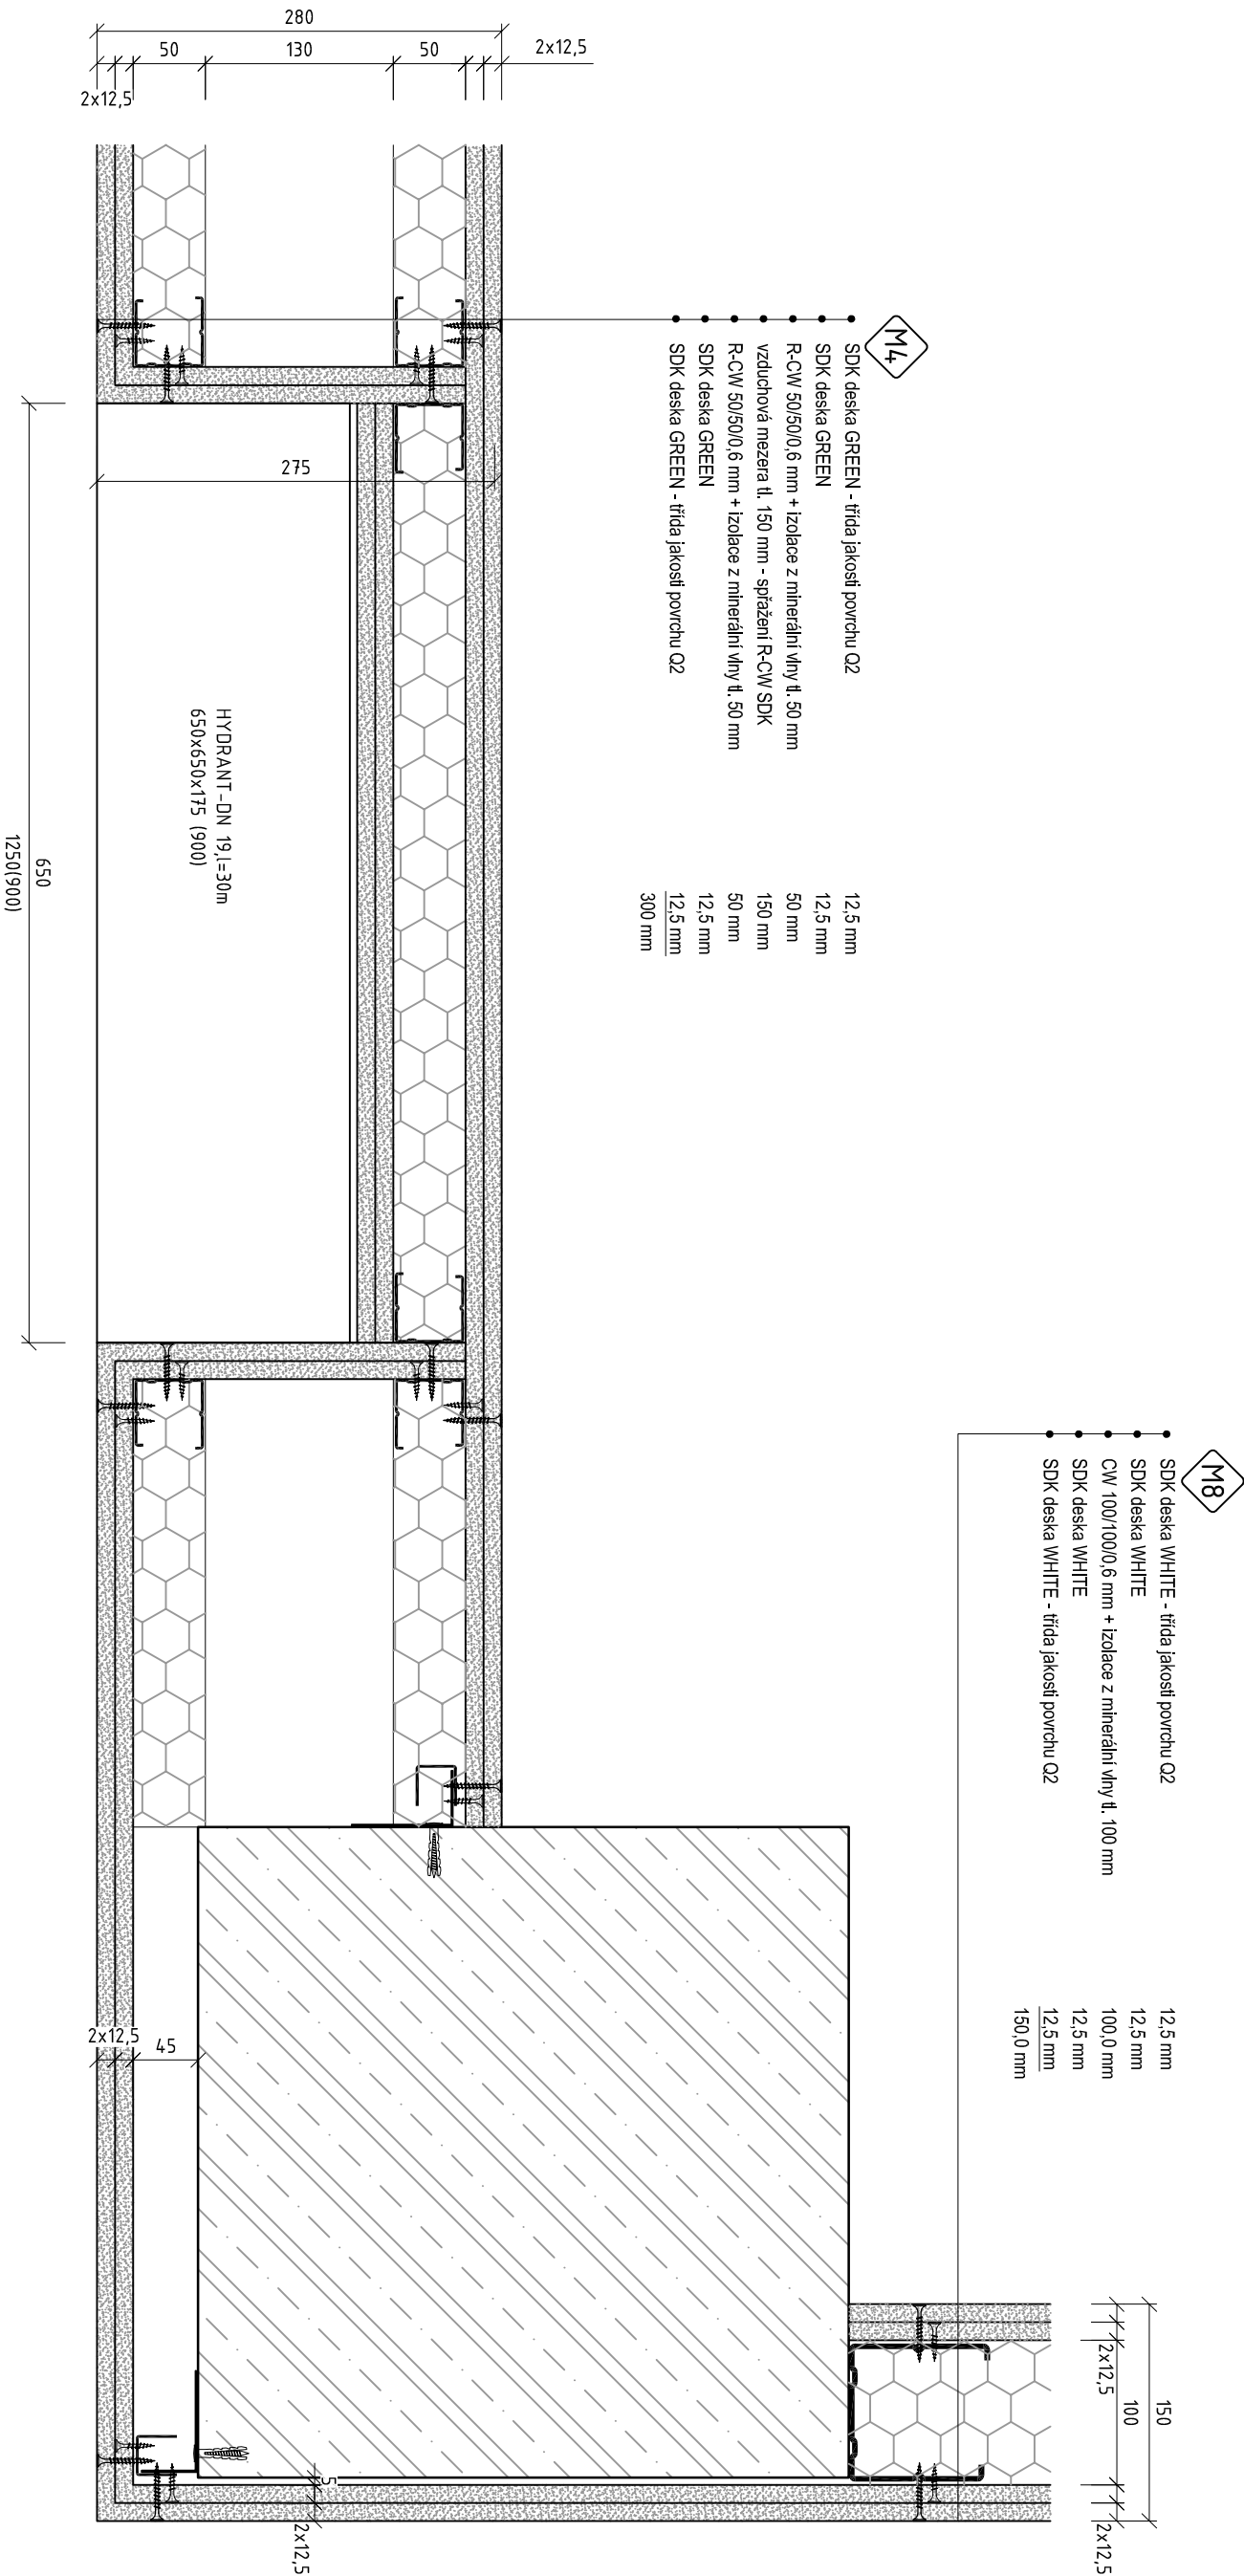 280
50
130
50
2x12,5
2x12,5
M4
SDK deska GREEN - třída jakosti povrchu Q2
SDK deska GREEN
R-CW 50/50/0,6 mm + izolace z minerální vlny tl. 50 mm
vzduchová mezera tl. 150 mm - spřažení R-CW SDK
R-CW 50/50/0,6 mm + izolace z minerální vlny tl. 50 mm
SDK deska GREEN
SDK deska GREEN - třída jakosti povrchu Q2
12,5 mm
12,5 mm
50 mm
150 mm
50 mm
12,5 mm
12,5 mm
300 mm
275
HYDRANT-DN 19,l=30m
650x650x175 (900)
650
1250(900)
M8
SDK deska WHITE - třída jakosti povrchu Q2
SDK deska WHITE
CW 100/100/0,6 mm + izolace z minerální vlny tl. 100 mm
SDK deska WHITE
SDK deska WHITE - třída jakosti povrchu Q2
12,5 mm
12,5 mm
100,0 mm
12,5 mm
12,5 mm
150,0 mm
2x12,5
45
150
100
2x12,5
2x12,5
5
2x12,5